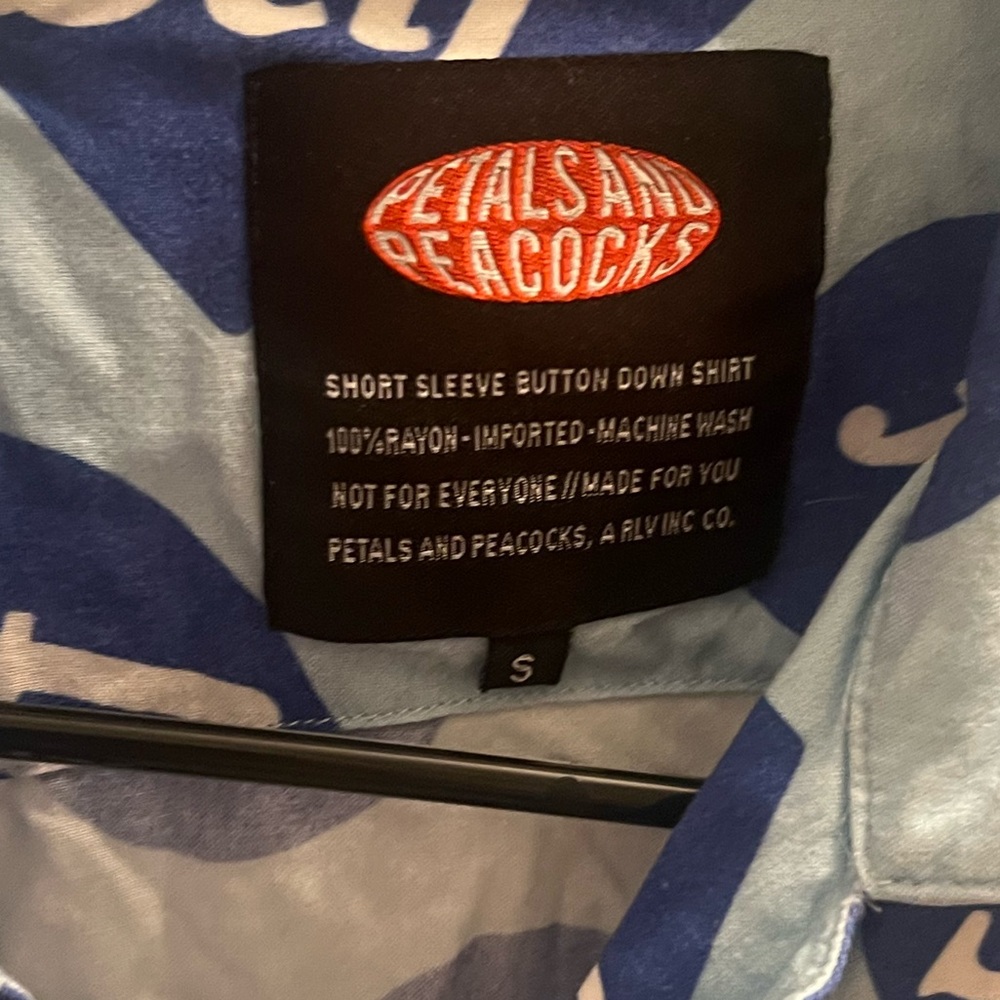 PETALS AND
PEACOCKS
SHORT SLEEVE BUTTON DOWN SHIRT
100%RAYON-IMPORTED-MACHINE WASH
NOT FOR EVERYONE//MADE FOR YOU
PETALS AND PEACOCKS, A RLV INC CO.
S